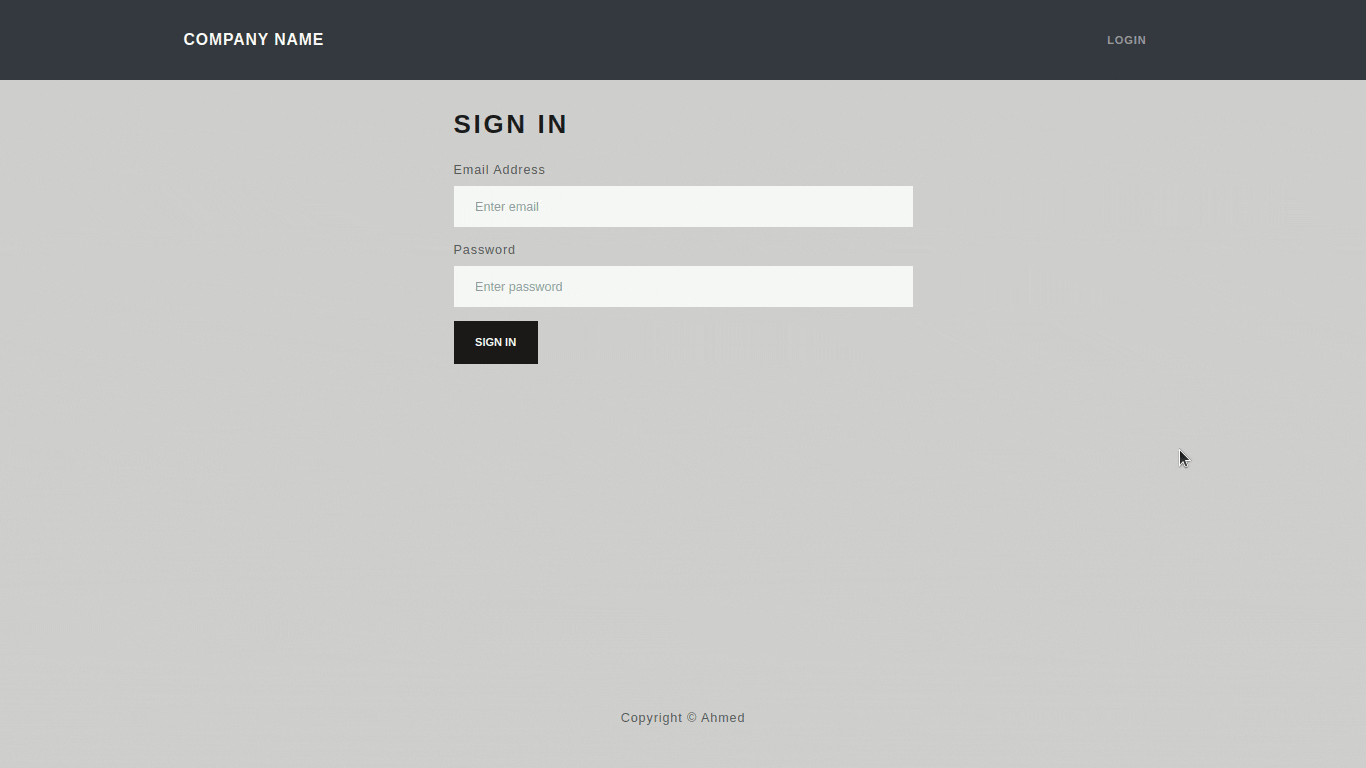 COMPANY NAME
LOGIN
SIGN IN
Email Address
Enter email
Password
Enter password
SIGN IN
Copyright © Ahmed